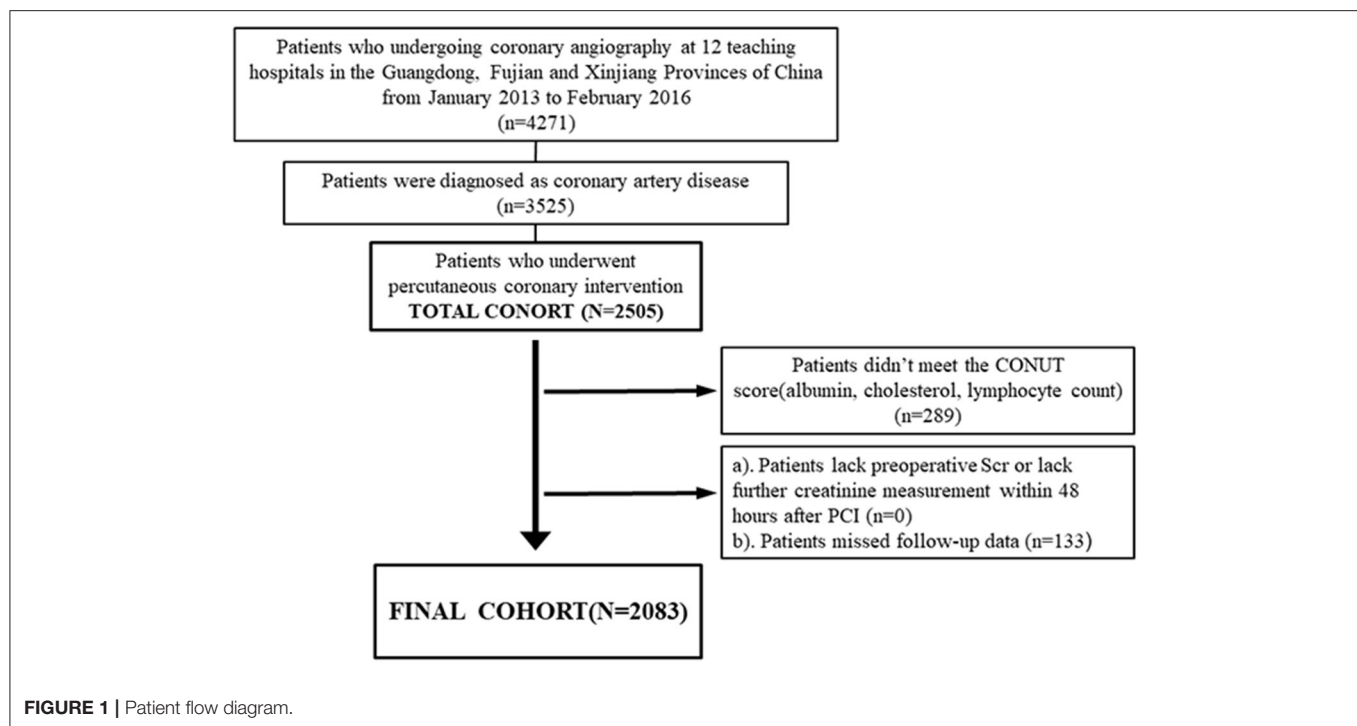 Patients who undergoing coronary angiography at 12 teaching
hospitals in the Guangdong, Fujian and Xinjiang Provinces of China
from January 2013 to February 2016
(n=4271)
Patients were diagnosed as coronary artery disease
(n=3525)
Patients who underwent
percutaneous coronary intervention
TOTAL CONORT (N=2505)
Patients didn’t meet the CONUT
score(albumin, cholesterol, lymphocyte count)
(n=289)
a). Patients lack preoperative Scr or lack
further creatinine measurement within 48
hours after PCI (n=0)
b). Patients missed follow-up data (n=133)
FINAL COHORT(N=2083)
FIGURE 1 | Patient flow diagram.